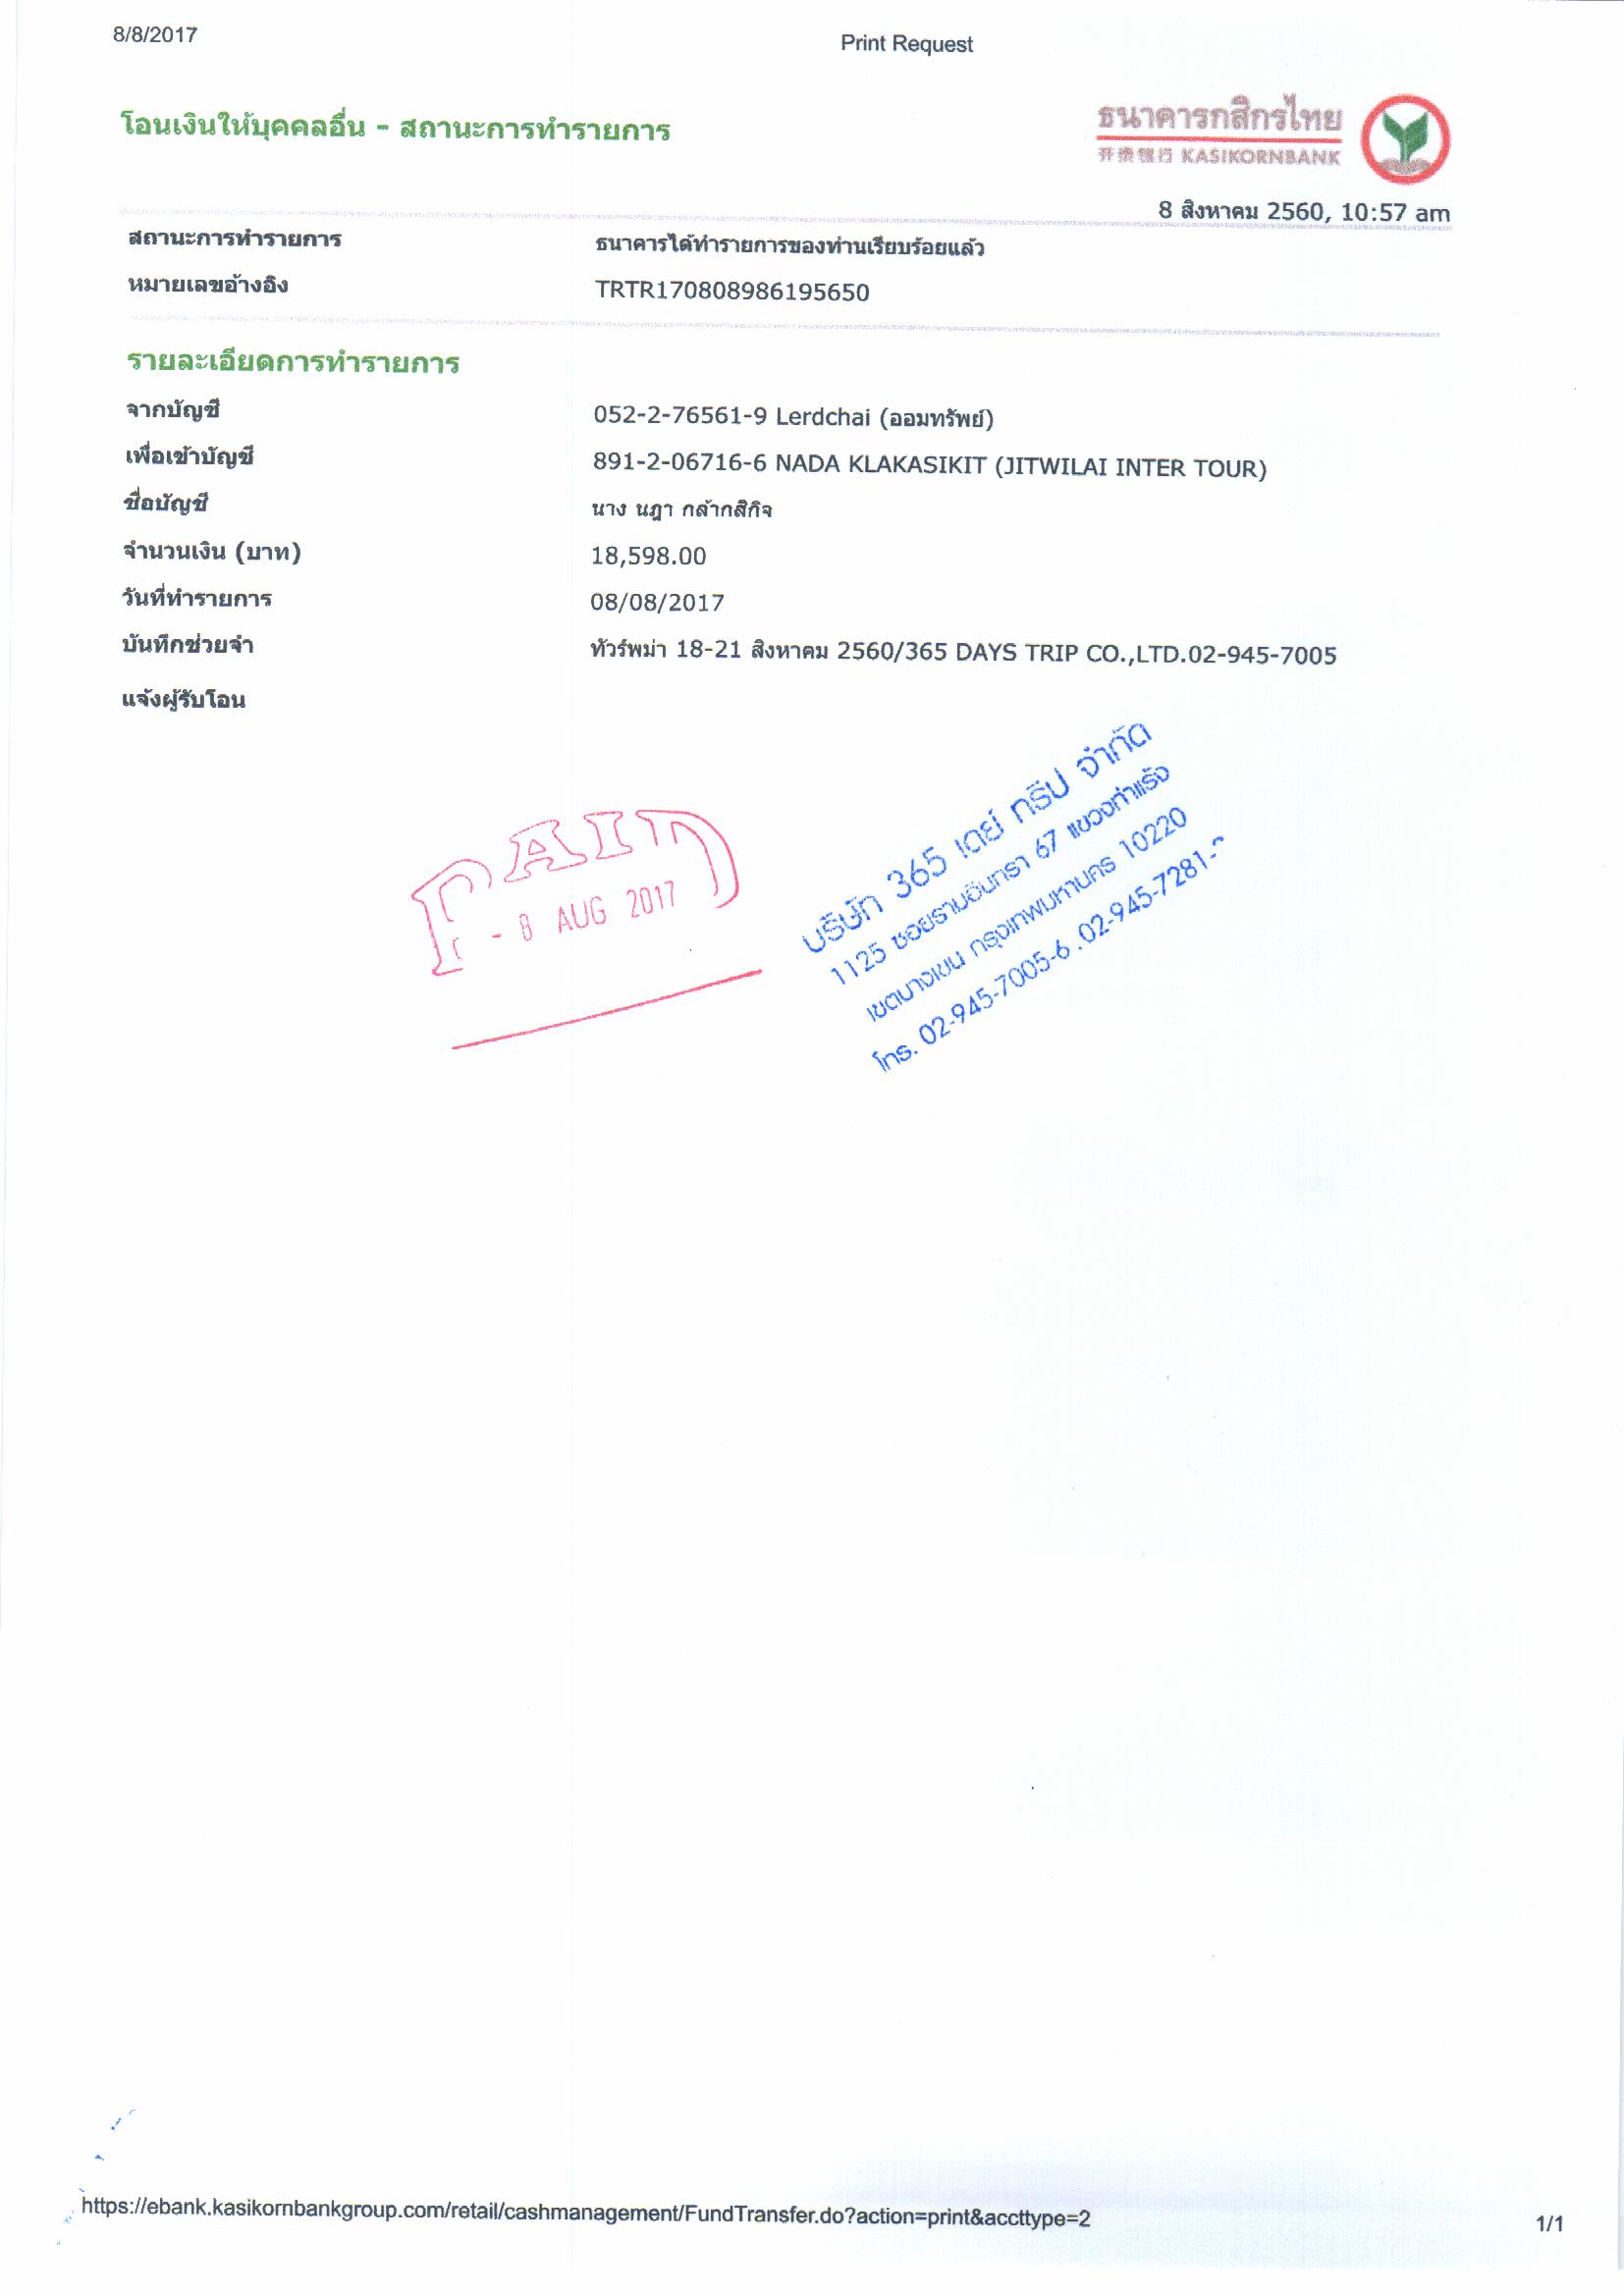 8/8/2017
Print Request
โอนเงินให้บุคคลอื่น - สถานะการทำรายการ
ธนาคารกสิกรไทย
开泰银行 KASIKORNBANK
8 สิงหาคม 2560, 10:57 am
สถานะการทำรายการ ธนาคารได้ทำรายการของท่านเรียบร้อยแล้ว
หมายเลขอ้างอิง TRTR170808986195650
รายละเอียดการทำรายการ
จากบัญชี 052-2-76561-9 Lerdchai (ออมทรัพย์)
เพื่อเข้าบัญชี 891-2-06716-6 NADA KLAKASIKIT (JITWILAI INTER TOUR)
ชื่อบัญชี นาง นฎา กล้ากสิกิจ
จำนวนเงิน (บาท) 18,598.00
วันที่ทำรายการ 08/08/2017
บันทึกช่วยจำ ทัวร์พม่า 18-21 สิงหาคม 2560/365 DAYS TRIP CO.,LTD.02-945-7005
แจ้งผู้รับโอน
PAID
- 8 AUG 2017
บริษัท 365 เดย์ ทริป จำกัด
1125 ซอยรามอินทรา 67 แขวงท่าแร้ง
เขตบางเขน กรุงเทพมหานคร 10220
โทร. 02-945-7005-6 . 02-945-7281-
https://ebank.kasikornbankgroup.com/retail/cashmanagement/FundTransfer.do?action=print&accttype=2
1/1